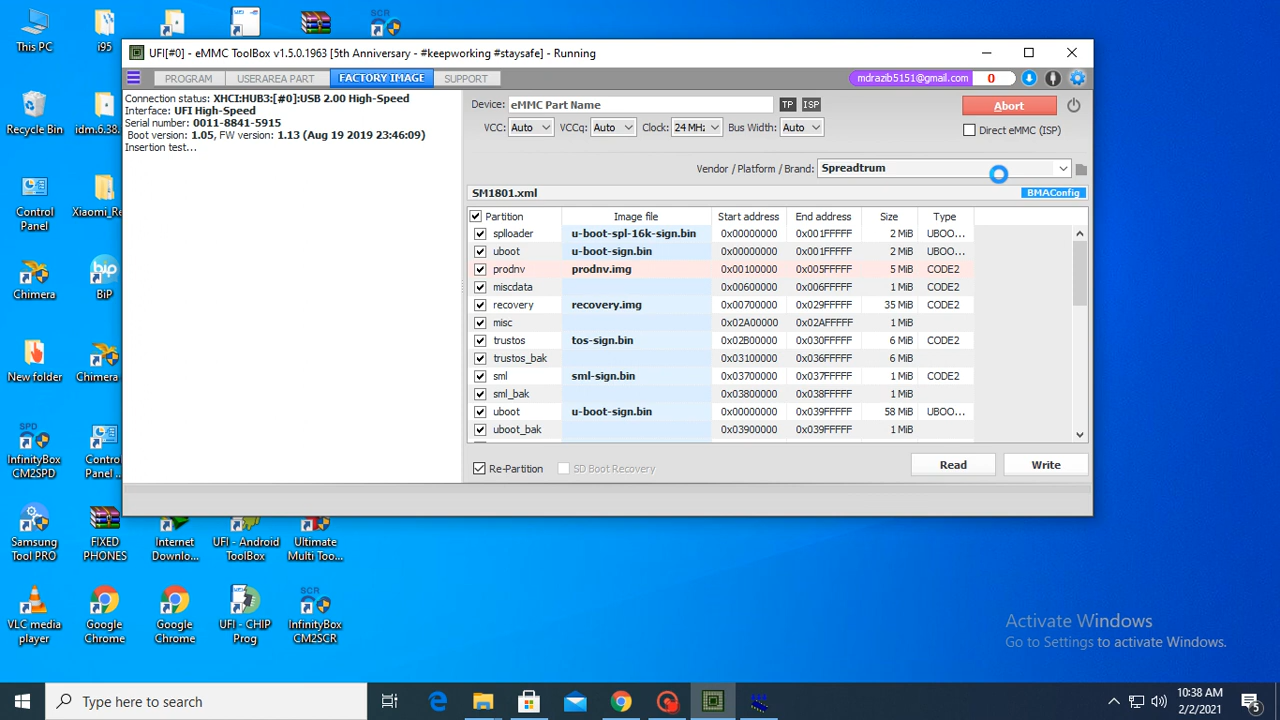 This PC
i95
SCR
UFI[#0] - eMMC ToolBox v1.5.0.1963 [5th Anniversary - #keepworking #staysafe] - Running
PROGRAM
USERAREA PART
FACTORY IMAGE
SUPPORT
mdrazib5151@gmail.com
0
Connection status: XHCI:HUB3:[#0]:USB 2.00 High-Speed
Interface: UFI High-Speed
Serial number: 0011-8841-5915
Boot version: 1.05, FW version: 1.13 (Aug 19 2019 23:46:09)
Insertion test...
Device: eMMC Part Name TP ISP
Abort
VCC: Auto VCCq: Auto Clock: 24 MHz Bus Width: Auto
Direct eMMC (ISP)
Vendor / Platform / Brand: Spreadtrum
SM1801.xml
BMAConfig
Partition Image file Start address End address Size Type
splloader u-boot-spl-16k-sign.bin 0x00000000 0x001FFFFF 2 MiB UBOO...
uboot u-boot-sign.bin 0x00000000 0x001FFFFF 2 MiB UBOO...
prodnv prodnv.img 0x00100000 0x005FFFFF 5 MiB CODE2
miscdata 0x00600000 0x006FFFFF 1 MiB CODE2
recovery recovery.img 0x00700000 0x029FFFFF 35 MiB CODE2
misc 0x02A00000 0x02AFFFFF 1 MiB
trustos tos-sign.bin 0x02B00000 0x030FFFFF 6 MiB CODE2
trustos_bak 0x03100000 0x036FFFFF 6 MiB
sml sml-sign.bin 0x03700000 0x037FFFFF 1 MiB CODE2
sml_bak 0x03800000 0x038FFFFF 1 MiB
uboot u-boot-sign.bin 0x00000000 0x039FFFFF 58 MiB UBOO...
uboot_bak 0x03900000 0x039FFFFF 1 MiB
Re-Partition
SD Boot Recovery
Read
Write
Recycle Bin
idm.6.38.
Control
Panel
Xiaomi_Re
Chimera
BiP
New folder
Chimera
SPD
InfinityBox
CM2SPD
Contro
Panel ...
Samsung
Tool PRO
FIXED
PHONES
Internet
Downlo...
UFI - Android
ToolBox
Ultimate
Multi Too...
VLC media
player
Google
Chrome
Google
Chrome
UFI - CHIP
Prog
SCR
InfinityBox
CM2SCR
Activate Windows
Go to Settings to activate Windows.
Type here to search
10:38 AM
2/2/2021
5